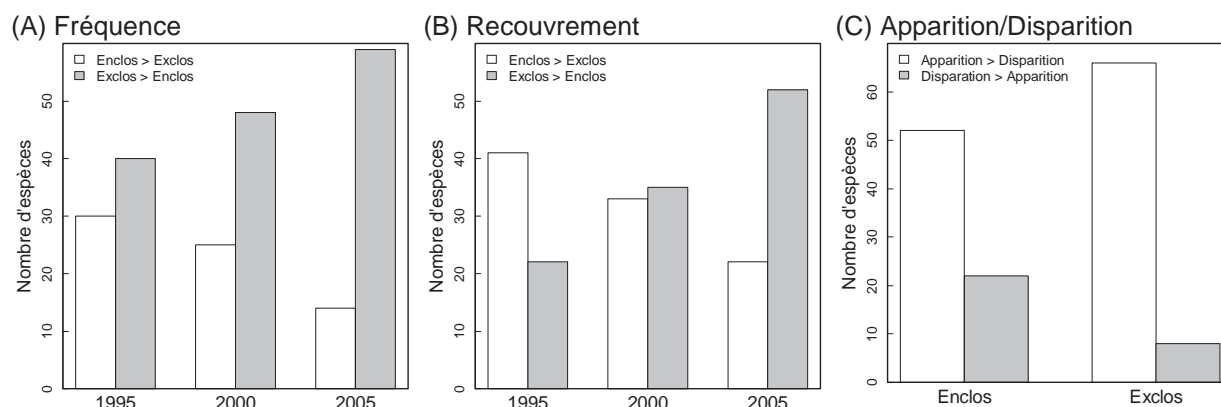 (A) Fréquence
Enclos > Exclos
Exclos > Enclos
Nombre d'espèces
0
10
20
30
40
50
1995
2000
2005
(B) Recouvrement
Enclos > Exclos
Exclos > Enclos
Nombre d'espèces
0
10
20
30
40
50
1995
2000
2005
(C) Apparition/Disparition
Apparition > Disparition
Disparation > Apparition
Nombre d'espèces
0
10
20
30
40
50
60
Enclos
Exclos